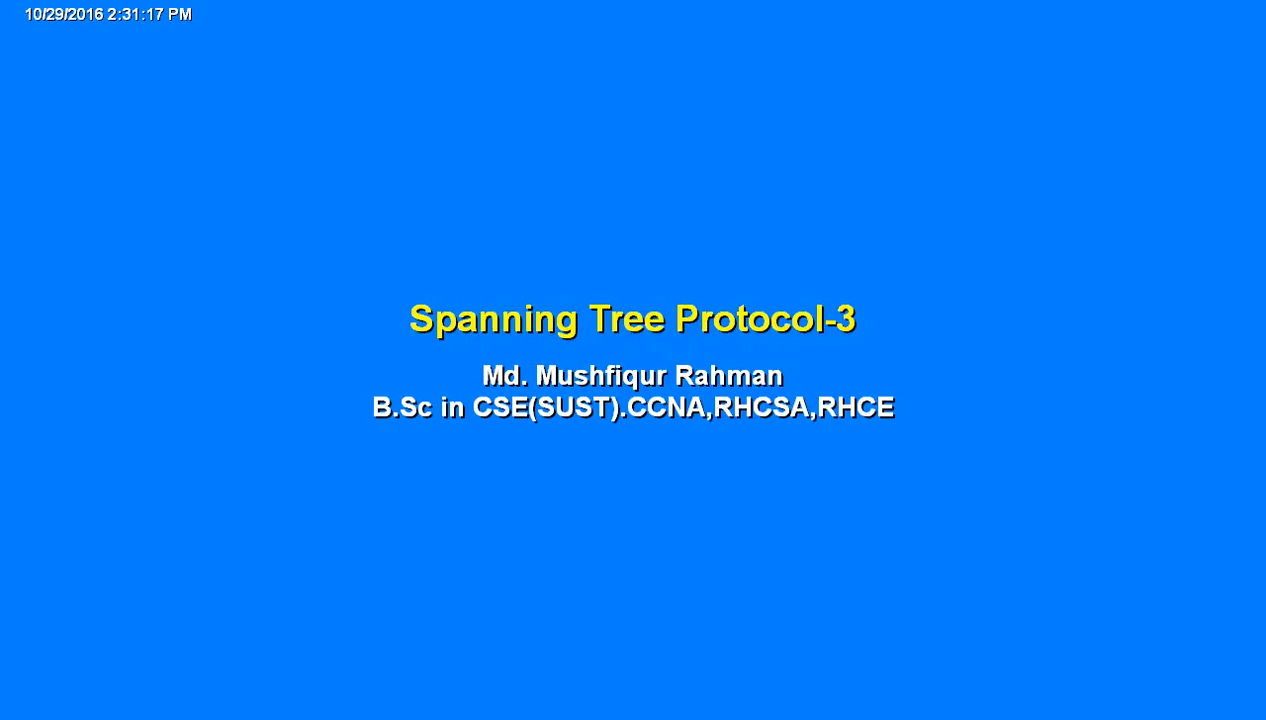 10/29/2016 2:31:17 PM
Spanning Tree Protocol-3
Md. Mushfiqur Rahman
B.Sc in CSE(SUST).CCNA,RHCSA,RHCE